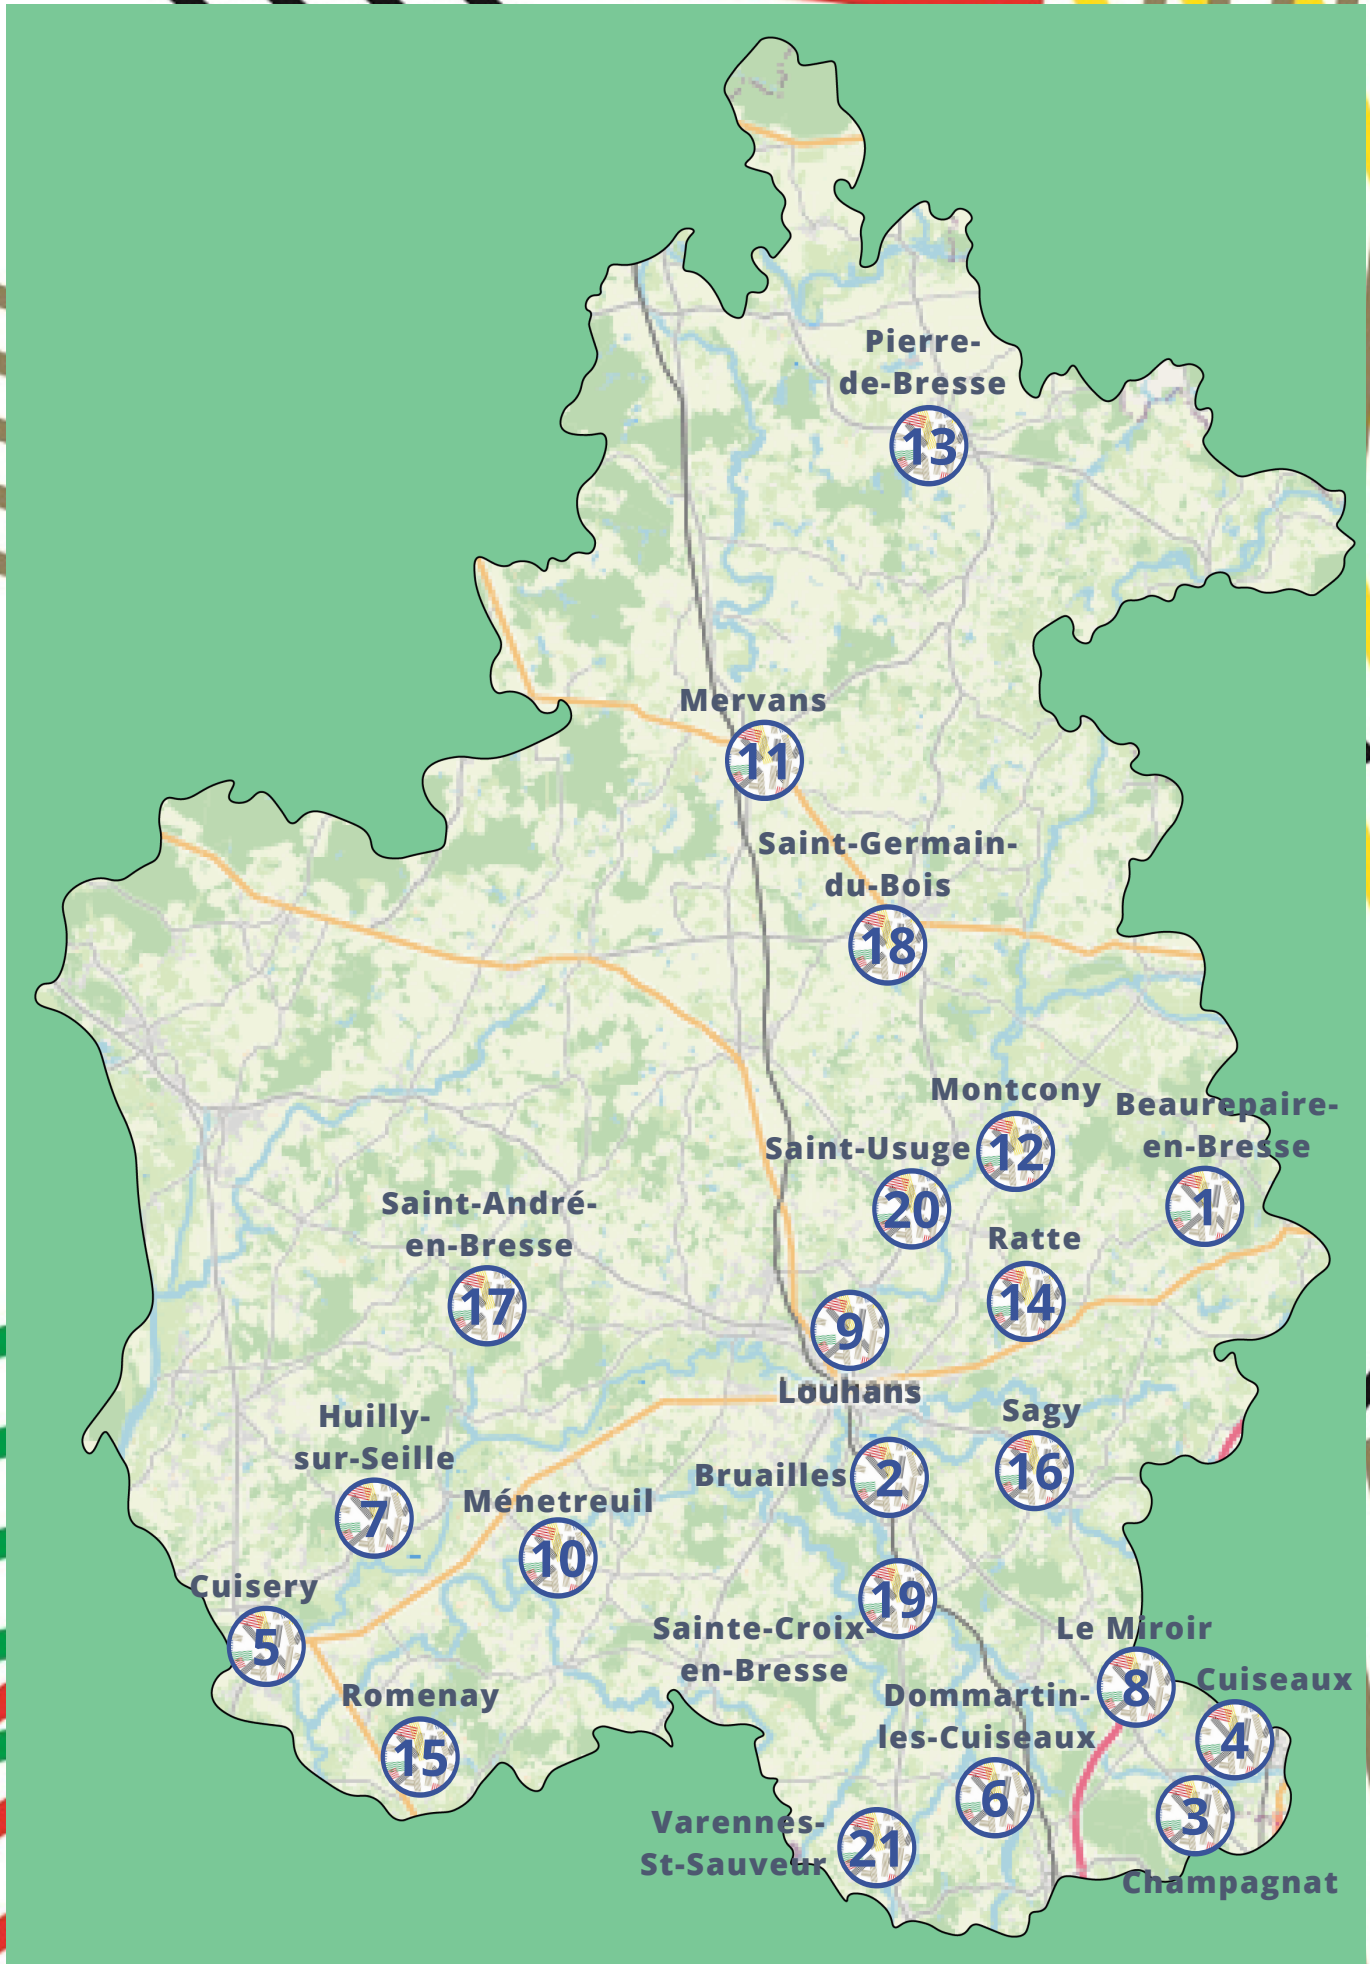 Pierre-
de-Bresse
13
Mervans
11
Saint-Germain-
du-Bois
18
Montcony
12
Beaurepaire-
en-Bresse
1
Saint-Usuge
20
Saint-André-
en-Bresse
17
Ratte
14
9
Louhans
Sagy
16
Huilly-
sur-Seille
7
Bruailles
2
Ménetreuil
10
Cuisery
5
19
Sainte-Croix-
en-Bresse
Le Miroir
8
Cuiseaux
4
Romenay
15
Dommartin-
les-Cuiseaux
6
3
Champagnat
Varennes-
St-Sauveur
21